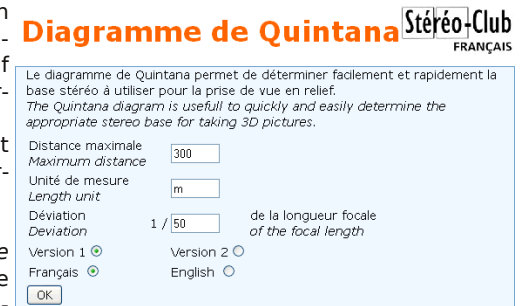 Diagramme de Quintana
Stéréo-Club
FRANÇAIS
Le diagramme de Quintana permet de déterminer facilement et rapidement la
base stéréo à utiliser pour la prise de vue en relief.
The Quintana diagram is usefull to quickly and easily determine the
appropriate stereo base for taking 3D pictures.
Distance maximale
Maximum distance
300
Unité de mesure
Length unit
m
Déviation
Deviation
1 / 50
de la longueur focale
of the focal length
Version 1 Version 2
Français English
OK